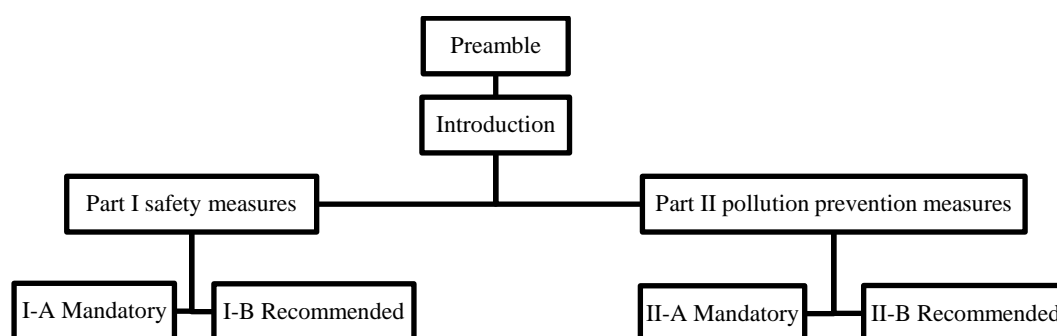 Preamble
Introduction
Part I safety measures
Part II pollution prevention measures
I-A Mandatory
I-B Recommended
II-A Mandatory
II-B Recommended